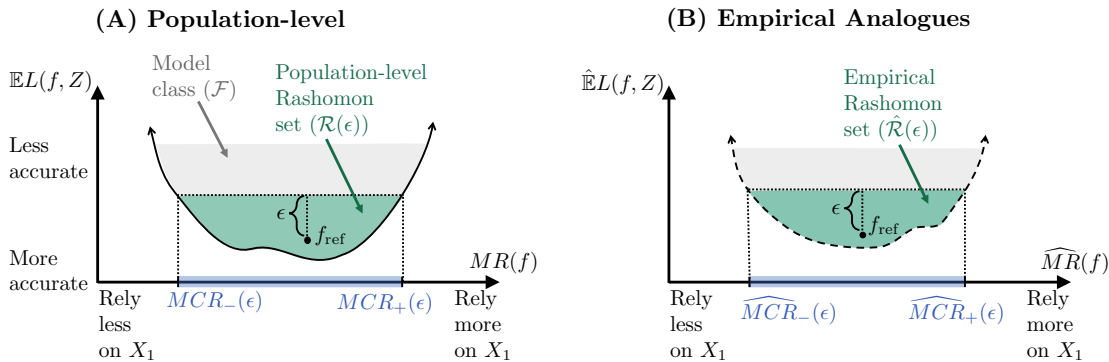 (A) Population-level
𝔼L(f, Z)
Model
class (ℱ)
Population-level
Rashomon
set (ℛ(ϵ))
Less
accurate
More
accurate
ϵ
f_ref
MR(f)
MCR₋(ϵ)
MCR₊(ϵ)
Rely
less
on X₁
Rely
more
on X₁
(B) Empirical Analogues
𝔼̂L(f, Z)
Empirical
Rashomon
set (ℛ̂(ϵ))
ϵ
f_ref
M̂R(f)
M̂CR₋(ϵ)
M̂CR₊(ϵ)
Rely
less
on X₁
Rely
more
on X₁